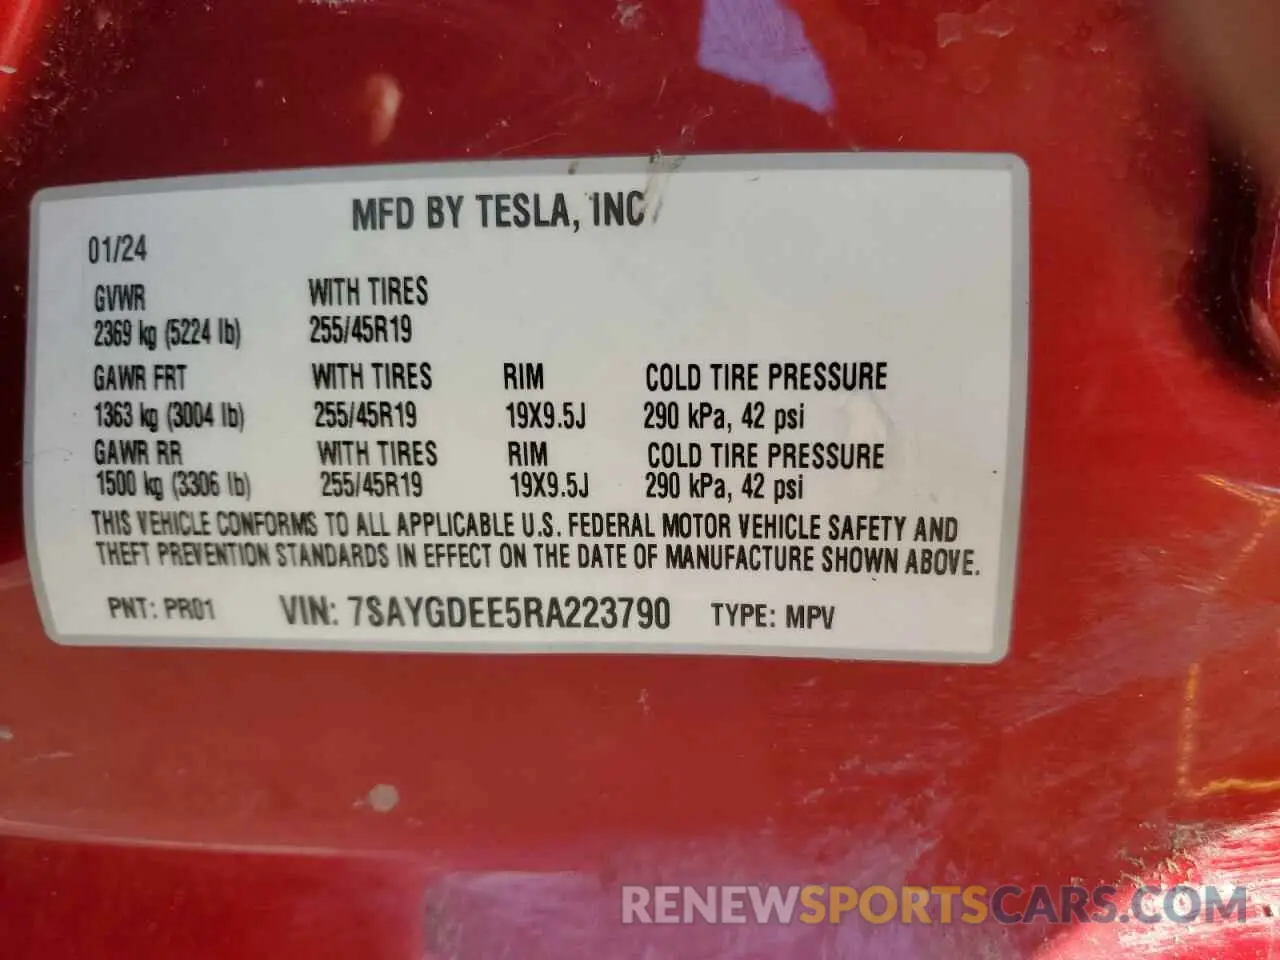 MFD BY TESLA, INC
01/24
GVWR WITH TIRES
2369 kg (5224 lb) 255/45R19
GAWR FRT WITH TIRES RIM COLD TIRE PRESSURE
1363 kg (3004 lb) 255/45R19 19X9.5J 290 kPa, 42 psi
GAWR RR WITH TIRES RIM COLD TIRE PRESSURE
1500 kg (3306 lb) 255/45R19 19X9.5J 290 kPa, 42 psi
THIS VEHICLE CONFORMS TO ALL APPLICABLE U.S. FEDERAL MOTOR VEHICLE SAFETY AND
THEFT PREVENTION STANDARDS IN EFFECT ON THE DATE OF MANUFACTURE SHOWN ABOVE.
PNT: PR01 VIN: 7SAYGDEE5RA223790 TYPE: MPV
RENEWSPORTSCARS.COM